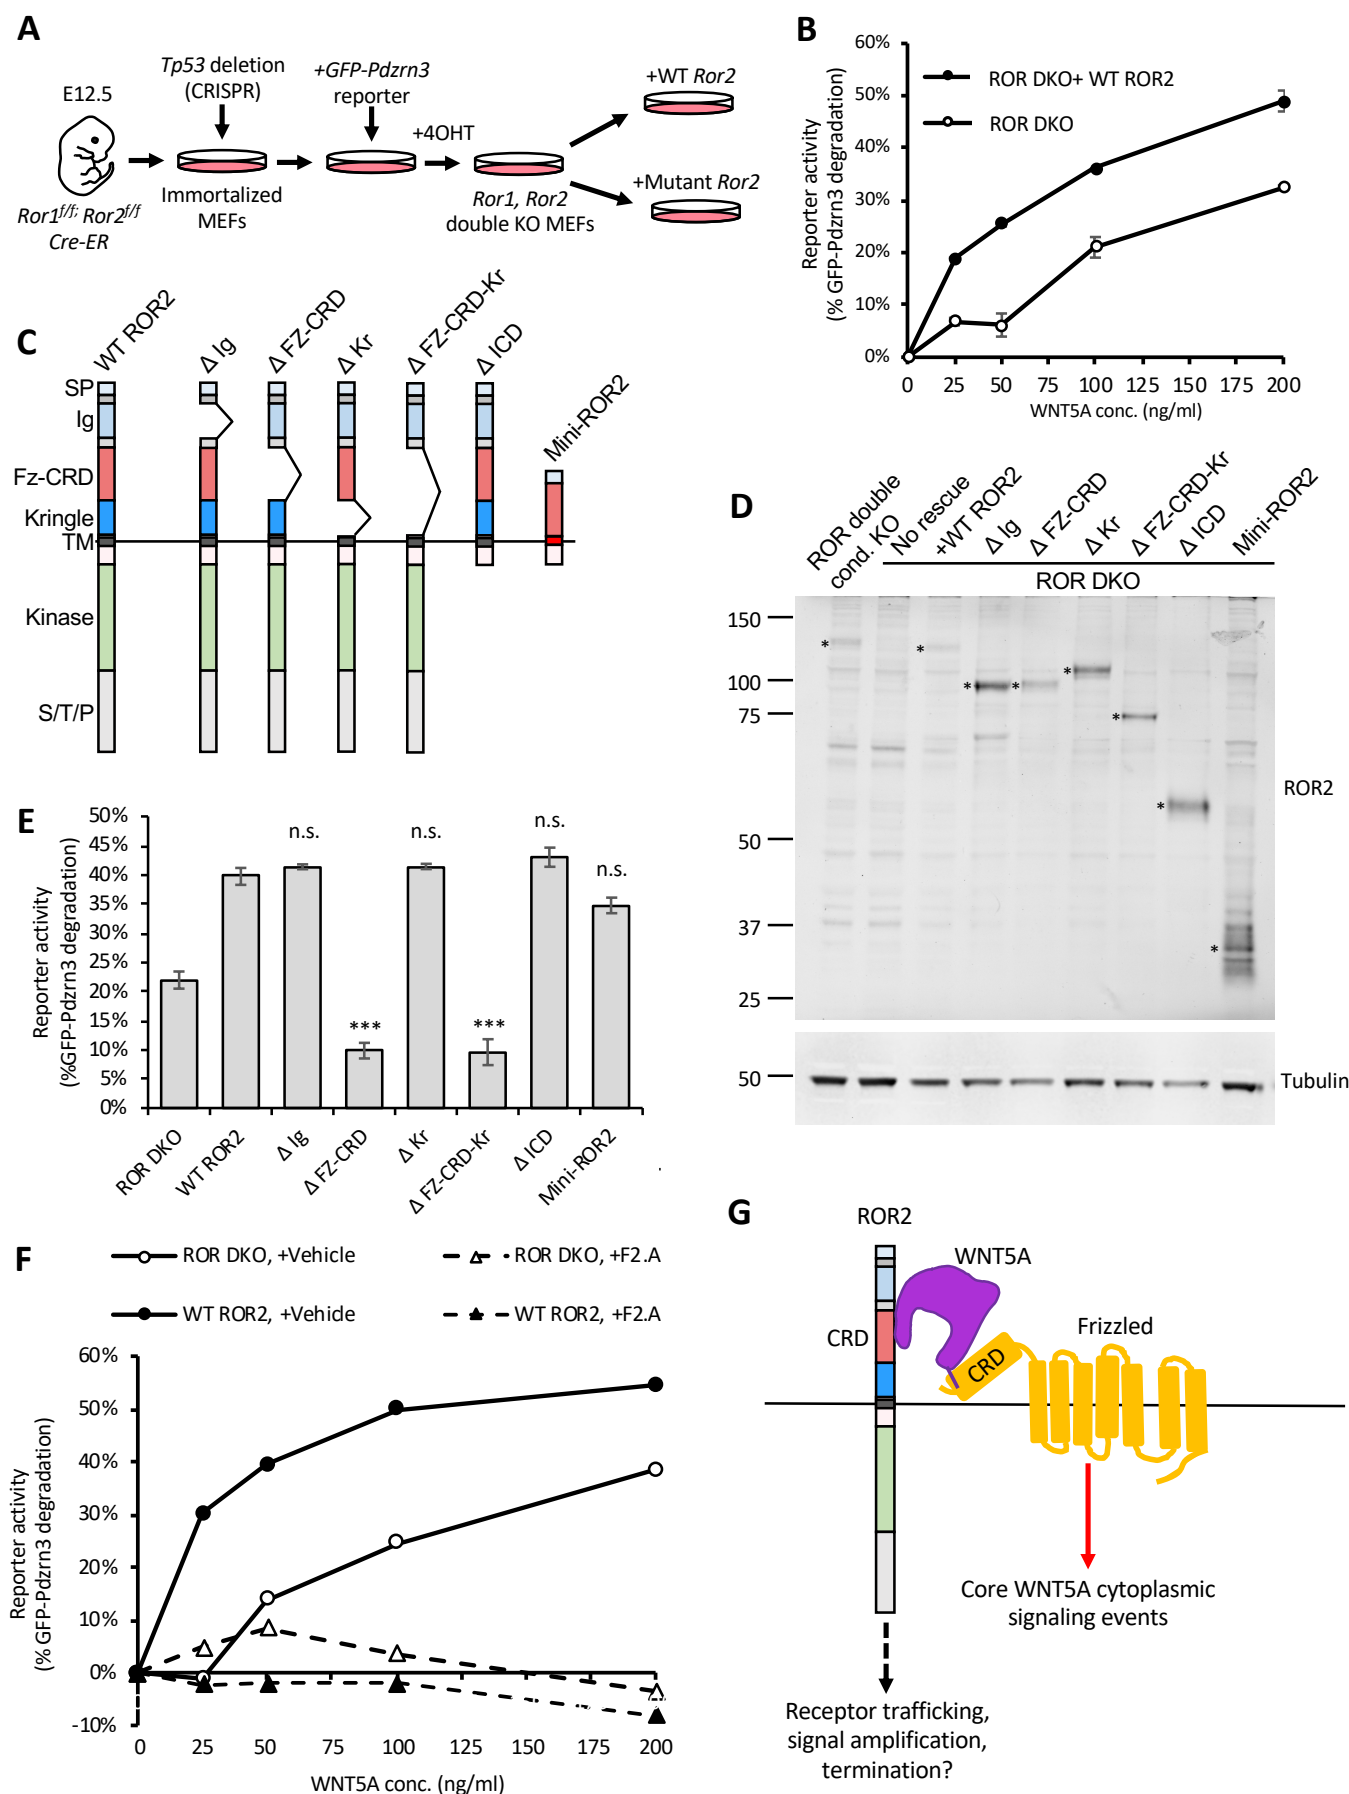 A
E12.5
Tp53 deletion
(CRISPR)
+GFP-Pdzrn3
reporter
+4OHT
+WT Ror2
+Mutant Ror2
Ror1f/f; Ror2f/f
Cre-ER
Immortalized
MEFs
Ror1, Ror2
double KO MEFs
B
Reporter activity
(% GFP-Pdzrn3 degradation)
60%
50%
40%
30%
20%
10%
0%
ROR DKO+ WT ROR2
ROR DKO
0 25 50 75 100 125 150 175 200
WNT5A conc. (ng/ml)
C
WT ROR2
Δ Ig
Δ FZ-CRD
Δ Kr
Δ FZ-CRD-Kr
Δ ICD
Mini-ROR2
SP
Ig
Fz-CRD
Kringle
TM
Kinase
S/T/P
D
ROR double
cond. KO
No rescue
+WT ROR2
Δ Ig
Δ FZ-CRD
Δ Kr
Δ FZ-CRD-Kr
Δ ICD
Mini-ROR2
ROR DKO
150
100
75
50
37
25
* * * * * * * *
ROR2
50
Tubulin
E
Reporter activity
(%GFP-Pdzrn3 degradation)
50%
45%
40%
35%
30%
25%
20%
15%
10%
5%
0%
n.s.
***
n.s.
***
n.s.
n.s.
ROR DKO
WT ROR2
Δ Ig
Δ FZ-CRD
Δ Kr
Δ FZ-CRD-Kr
Δ ICD
Mini-ROR2
F
ROR DKO, +Vehicle
ROR DKO, +F2.A
WT ROR2, +Vehicle
WT ROR2, +F2.A
Reporter activity
(% GFP-Pdzrn3 degradation)
60%
50%
40%
30%
20%
10%
0%
-10%
0 25 50 75 100 125 150 175 200
WNT5A conc. (ng/ml)
G
ROR2
WNT5A
CRD
CRD
Frizzled
Core WNT5A cytoplasmic
signaling events
Receptor trafficking,
signal amplification,
termination?